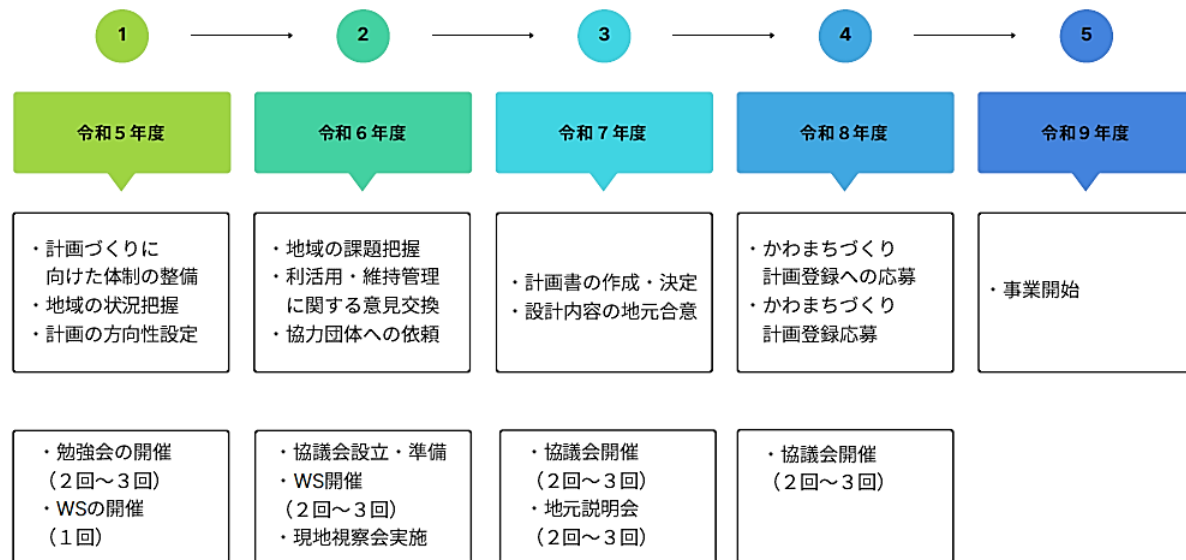 1
2
3
4
5
令和5年度
令和6年度
令和7年度
令和8年度
令和9年度
・計画づくりに
向けた体制の整備
・地域の状況把握
・計画の方向性設定
・地域の課題把握
・利活用・維持管理
に関する意見交換
・協力団体への依頼
・計画書の作成・決定
・設計内容の地元合意
・かわまちづくり
計画登録への応募
・かわまちづくり
計画登録応募
・事業開始
・勉強会の開催
(2回~3回)
・WSの開催
(1回)
・協議会設立・準備
・WS開催
(2回~3回)
・現地視察会実施
・協議会開催
(2回~3回)
・地元説明会
(2回~3回)
・協議会開催
(2回~3回)